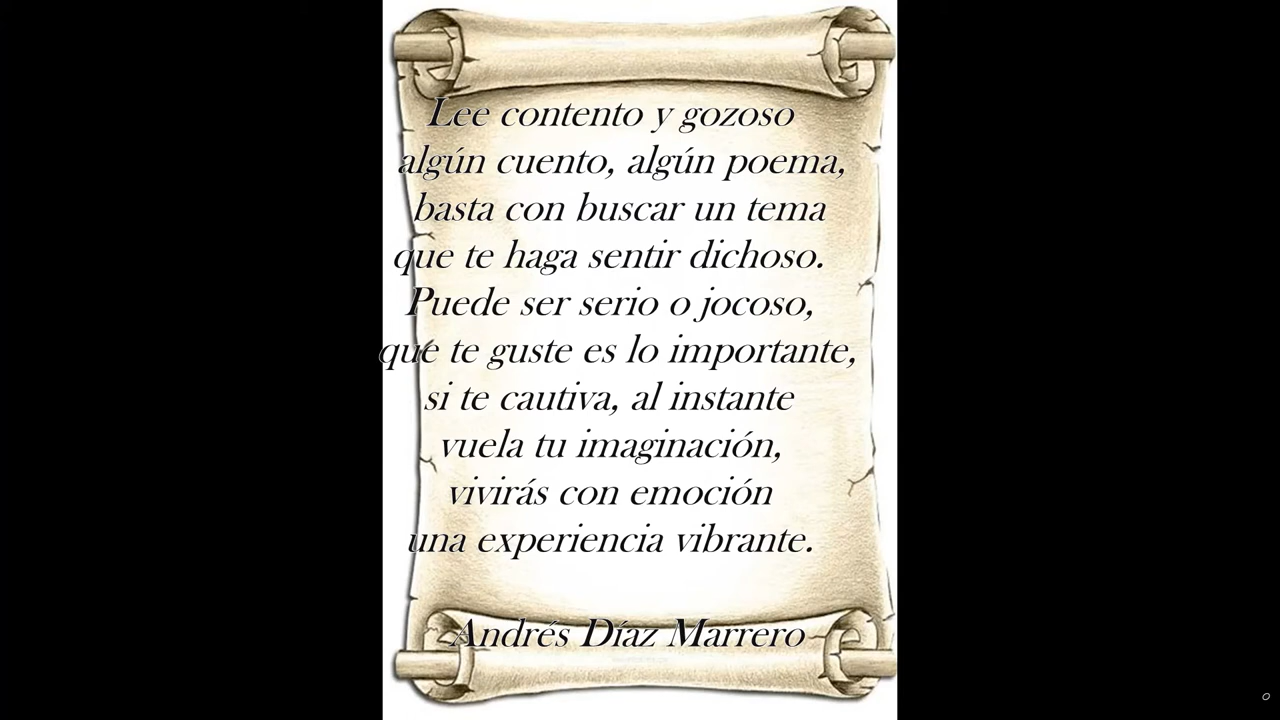 Lee contento y gozoso
algún cuento, algún poema,
basta con buscar un tema
que te haga sentir dichoso.
Puede ser serio o jocoso,
que te guste es lo importante,
si te cautiva, al instante
vuela tu imaginación,
vivirás con emoción
una experiencia vibrante.
Andrés Díaz Marrero